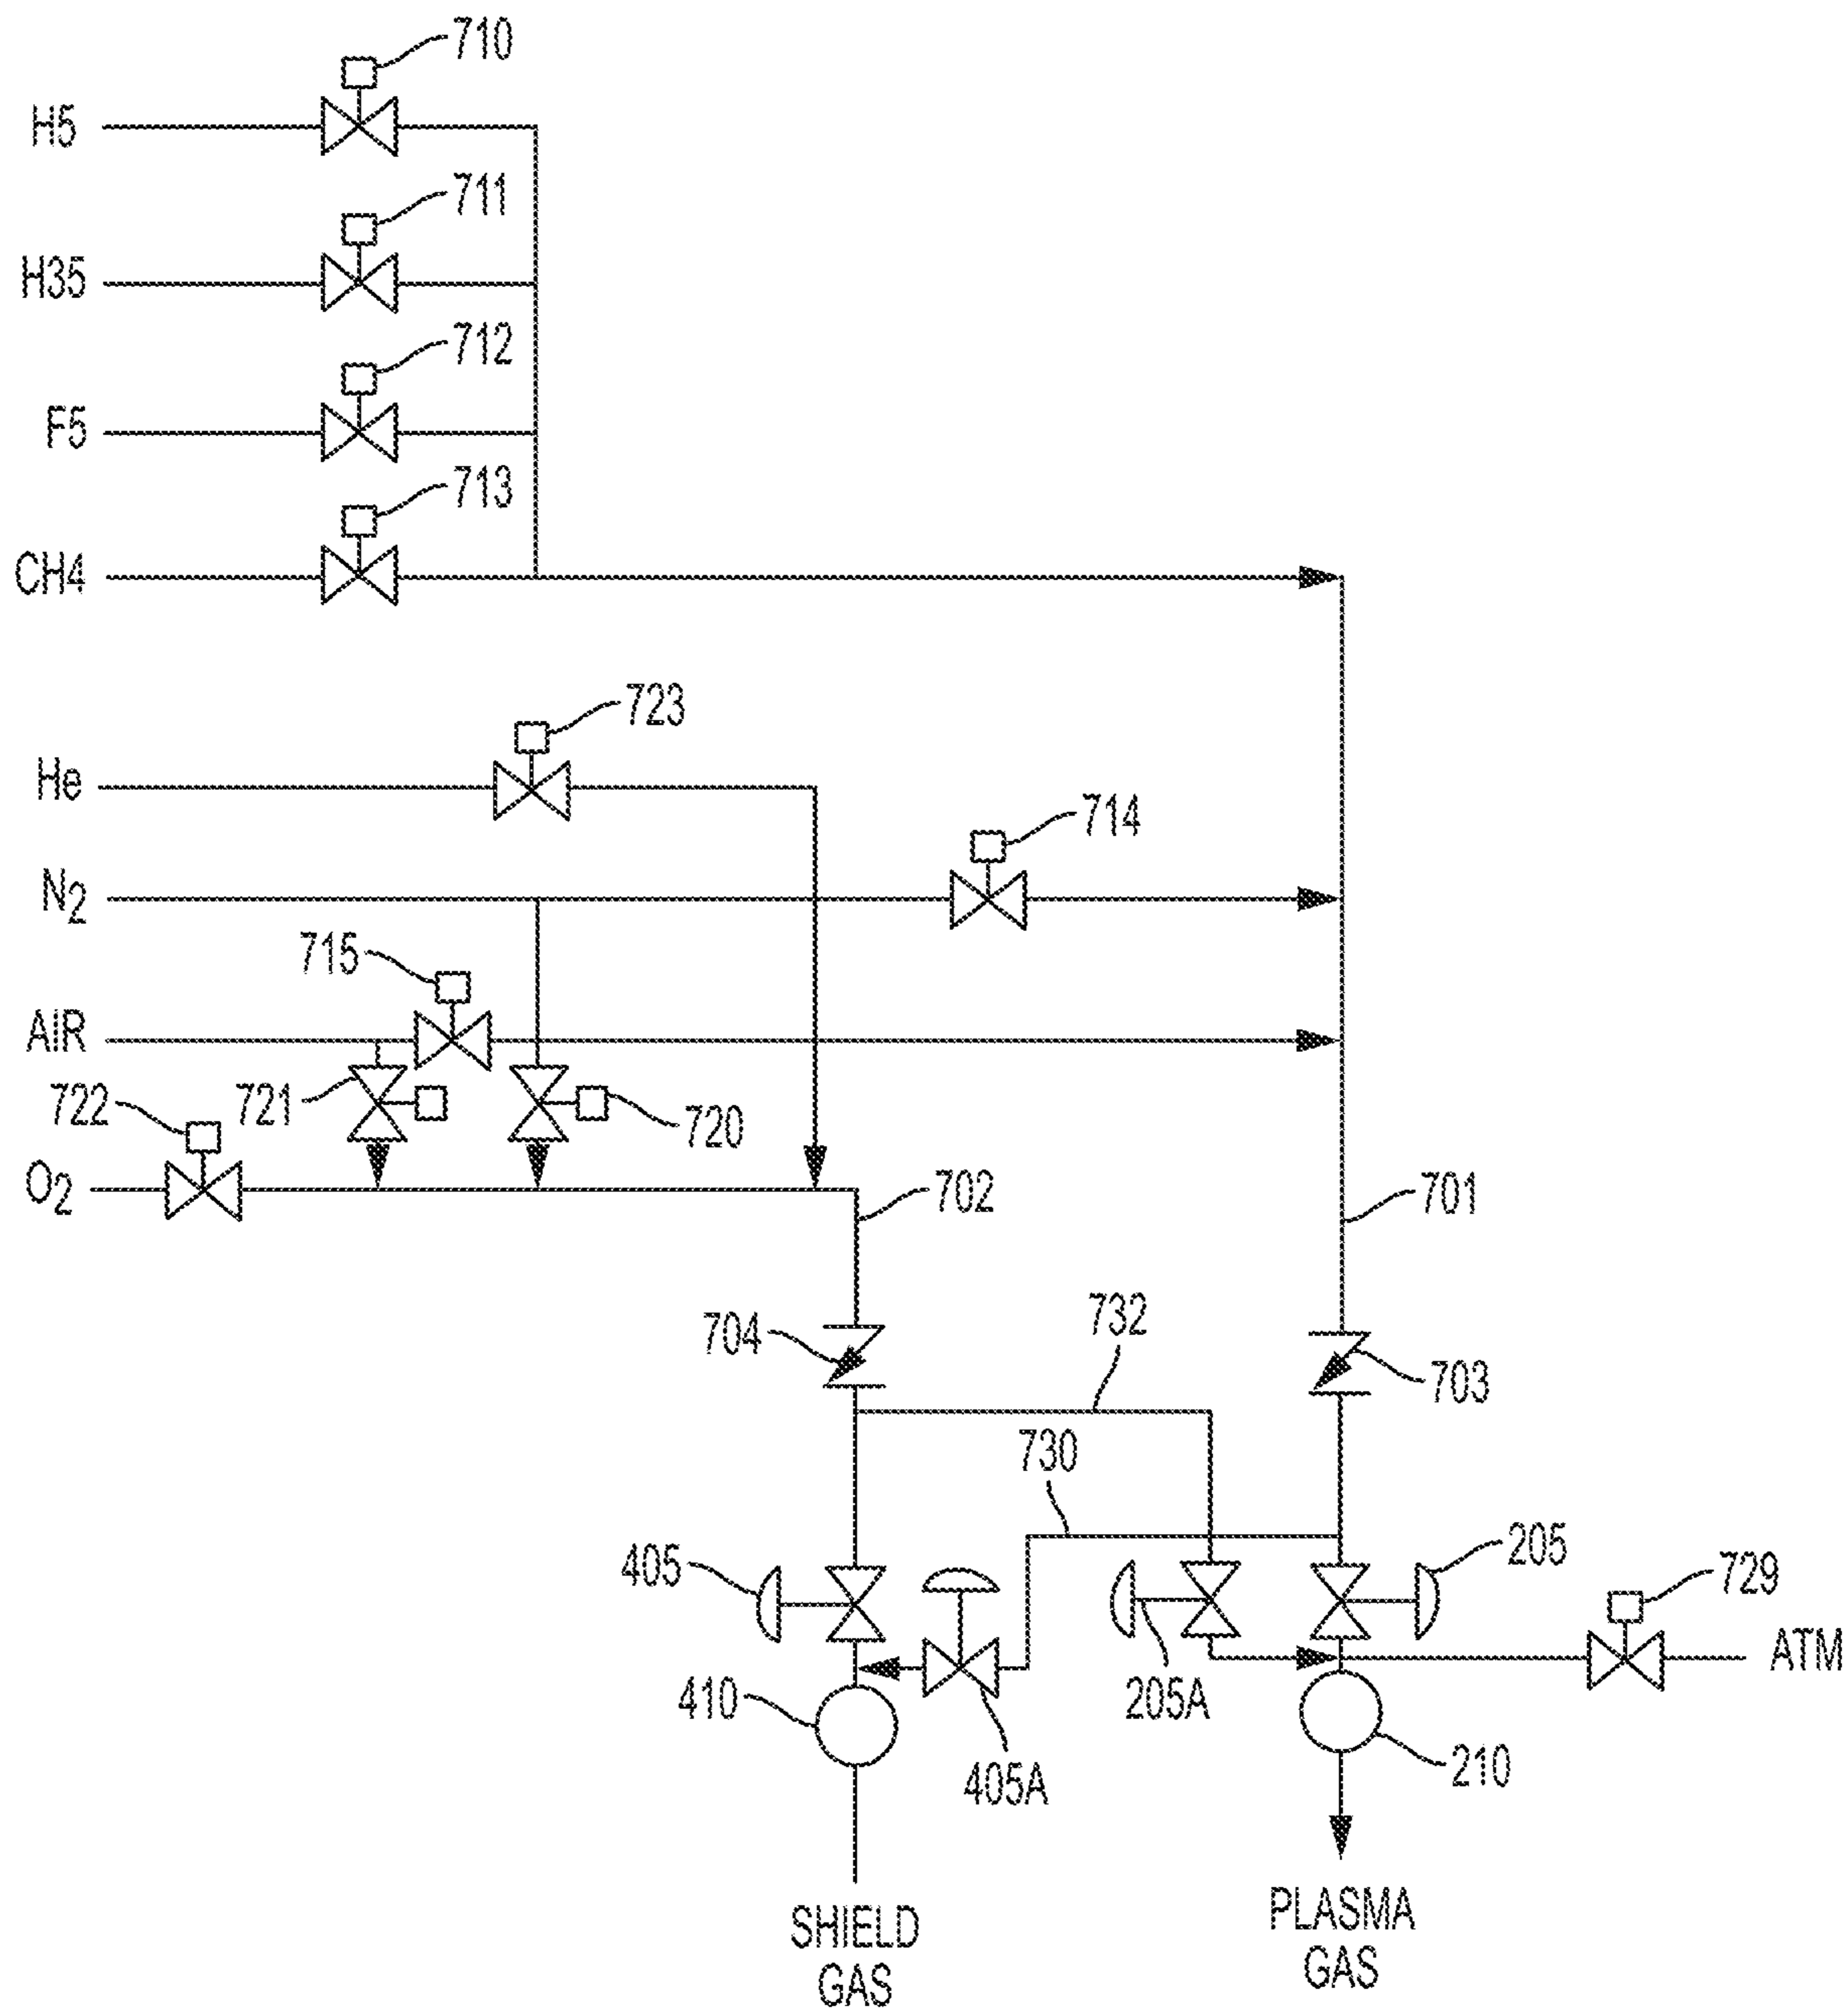 710
H5
711
H35
712
F5
713
CH4
723
He
714
N2
715
AIR
722
721
720
O2
702
701
704
732
703
730
405
205
729
ATM
410
205A
405A
210
SHIELD
GAS
PLASMA
GAS